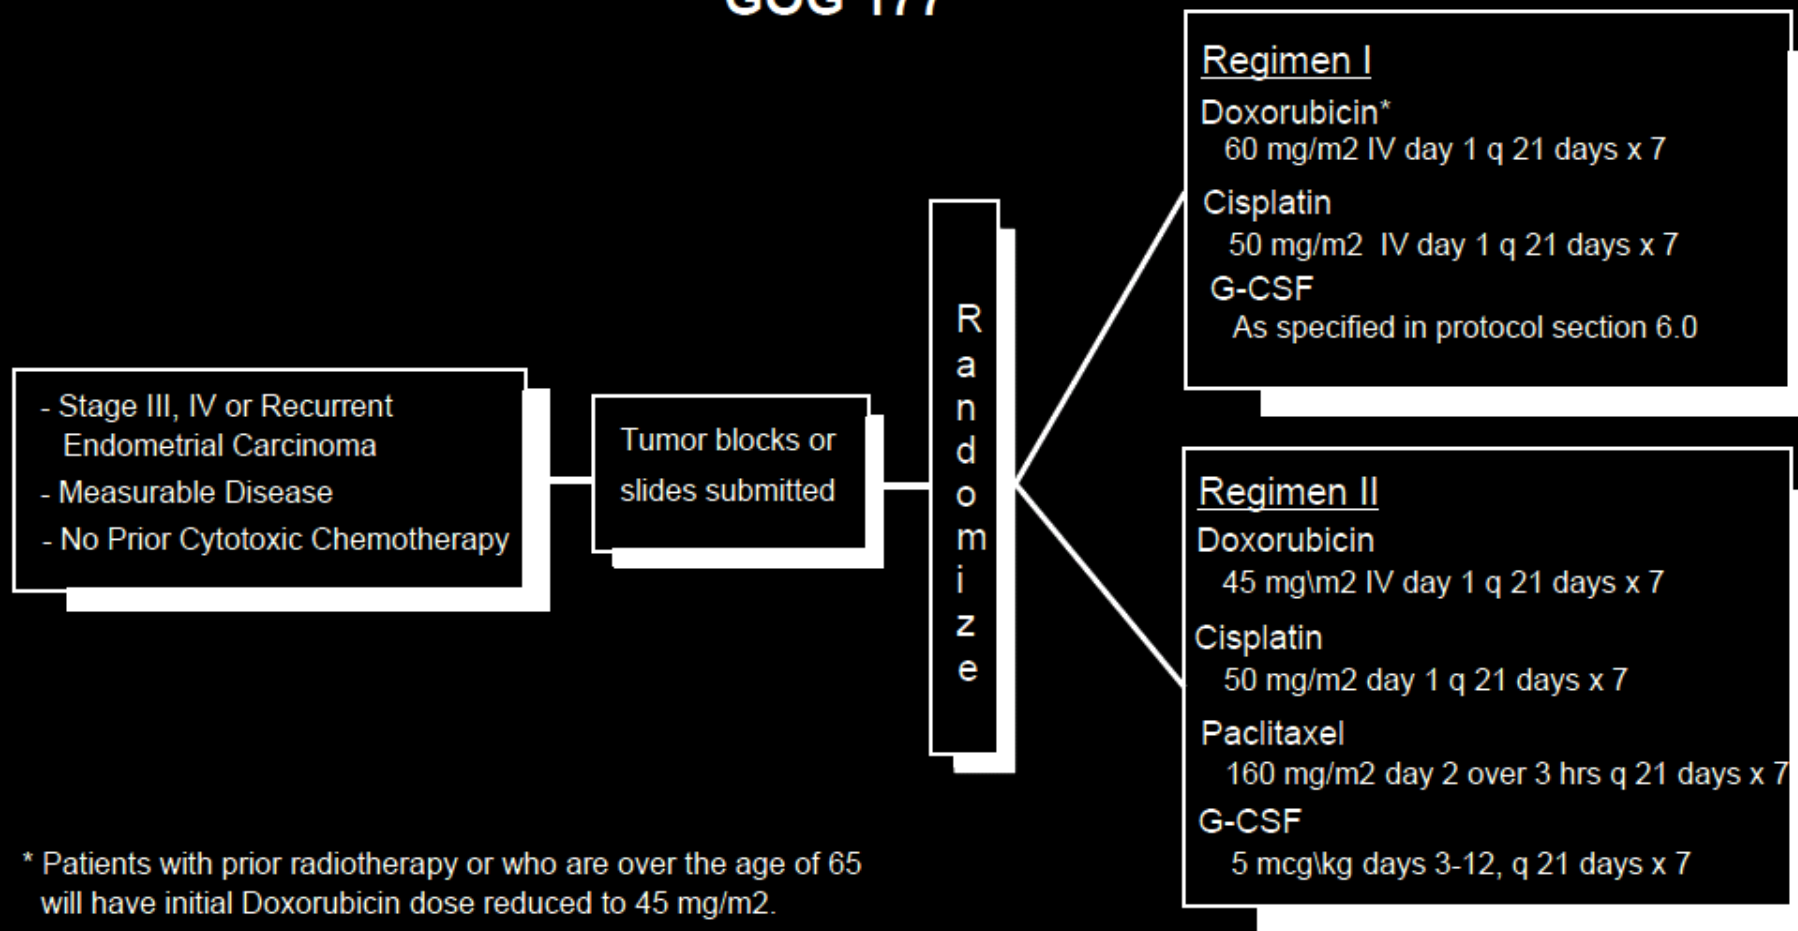 GOG 177
- Stage III, IV or Recurrent
Endometrial Carcinoma
- Measurable Disease
- No Prior Cytotoxic Chemotherapy
Tumor blocks or
slides submitted
Randomize
Regimen I
Doxorubicin*
60 mg/m2 IV day 1 q 21 days x 7
Cisplatin
50 mg/m2 IV day 1 q 21 days x 7
G-CSF
As specified in protocol section 6.0
Regimen II
Doxorubicin
45 mg\m2 IV day 1 q 21 days x 7
Cisplatin
50 mg/m2 day 1 q 21 days x 7
Paclitaxel
160 mg/m2 day 2 over 3 hrs q 21 days x 7
G-CSF
5 mcg\kg days 3-12, q 21 days x 7
* Patients with prior radiotherapy or who are over the age of 65
will have initial Doxorubicin dose reduced to 45 mg/m2.